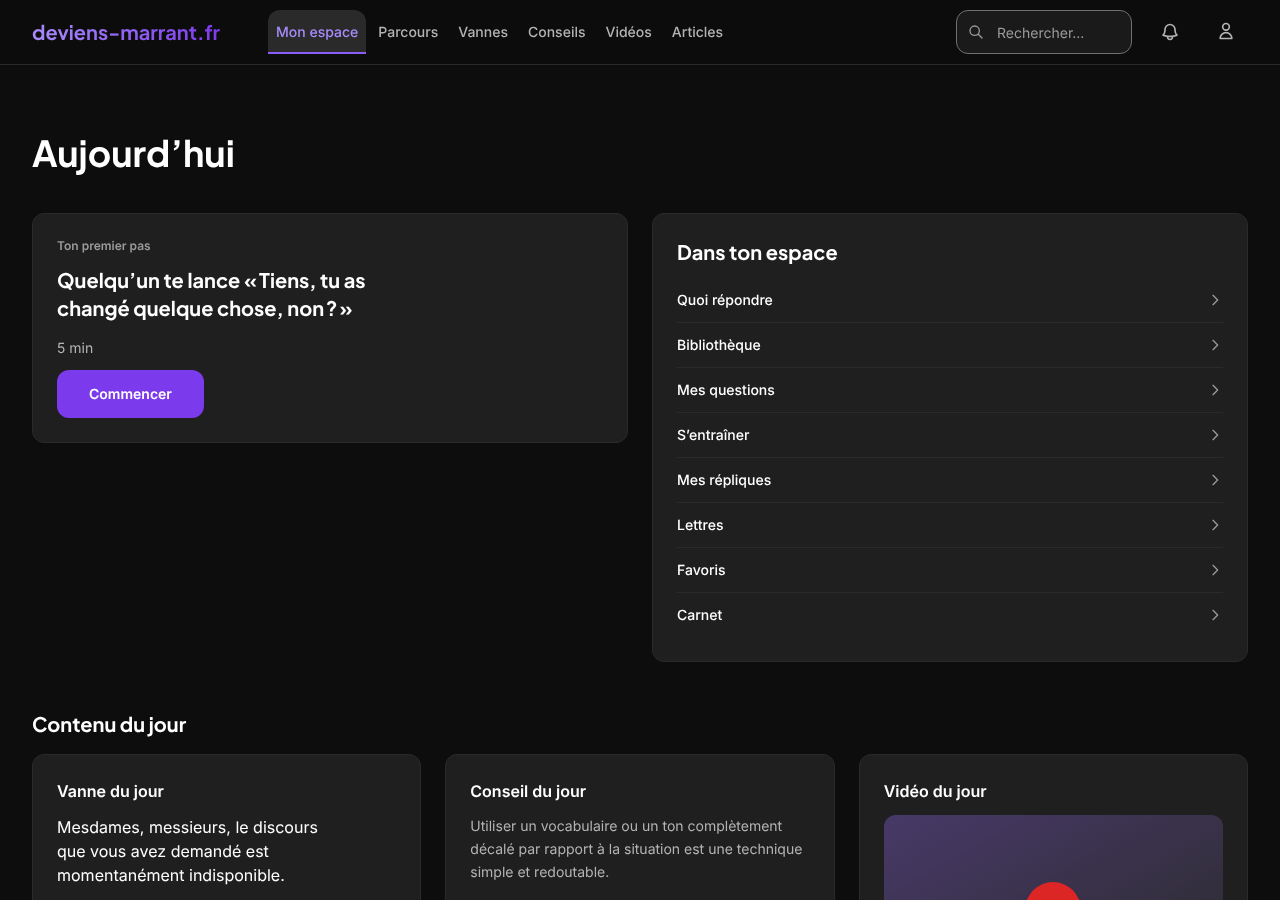 deviens-marrant.fr
Mon espace
Parcours
Vannes
Conseils
Vidéos
Articles
Rechercher...
Aujourd’hui
Ton premier pas
Quelqu’un te lance « Tiens, tu as
changé quelque chose, non ? »
5 min
Commencer
Dans ton espace
Quoi répondre
Bibliothèque
Mes questions
S’entraîner
Mes répliques
Lettres
Favoris
Carnet
Contenu du jour
Vanne du jour
Mesdames, messieurs, le discours
que vous avez demandé est
momentanément indisponible.
Conseil du jour
Utiliser un vocabulaire ou un ton complètement
décalé par rapport à la situation est une technique
simple et redoutable.
Vidéo du jour